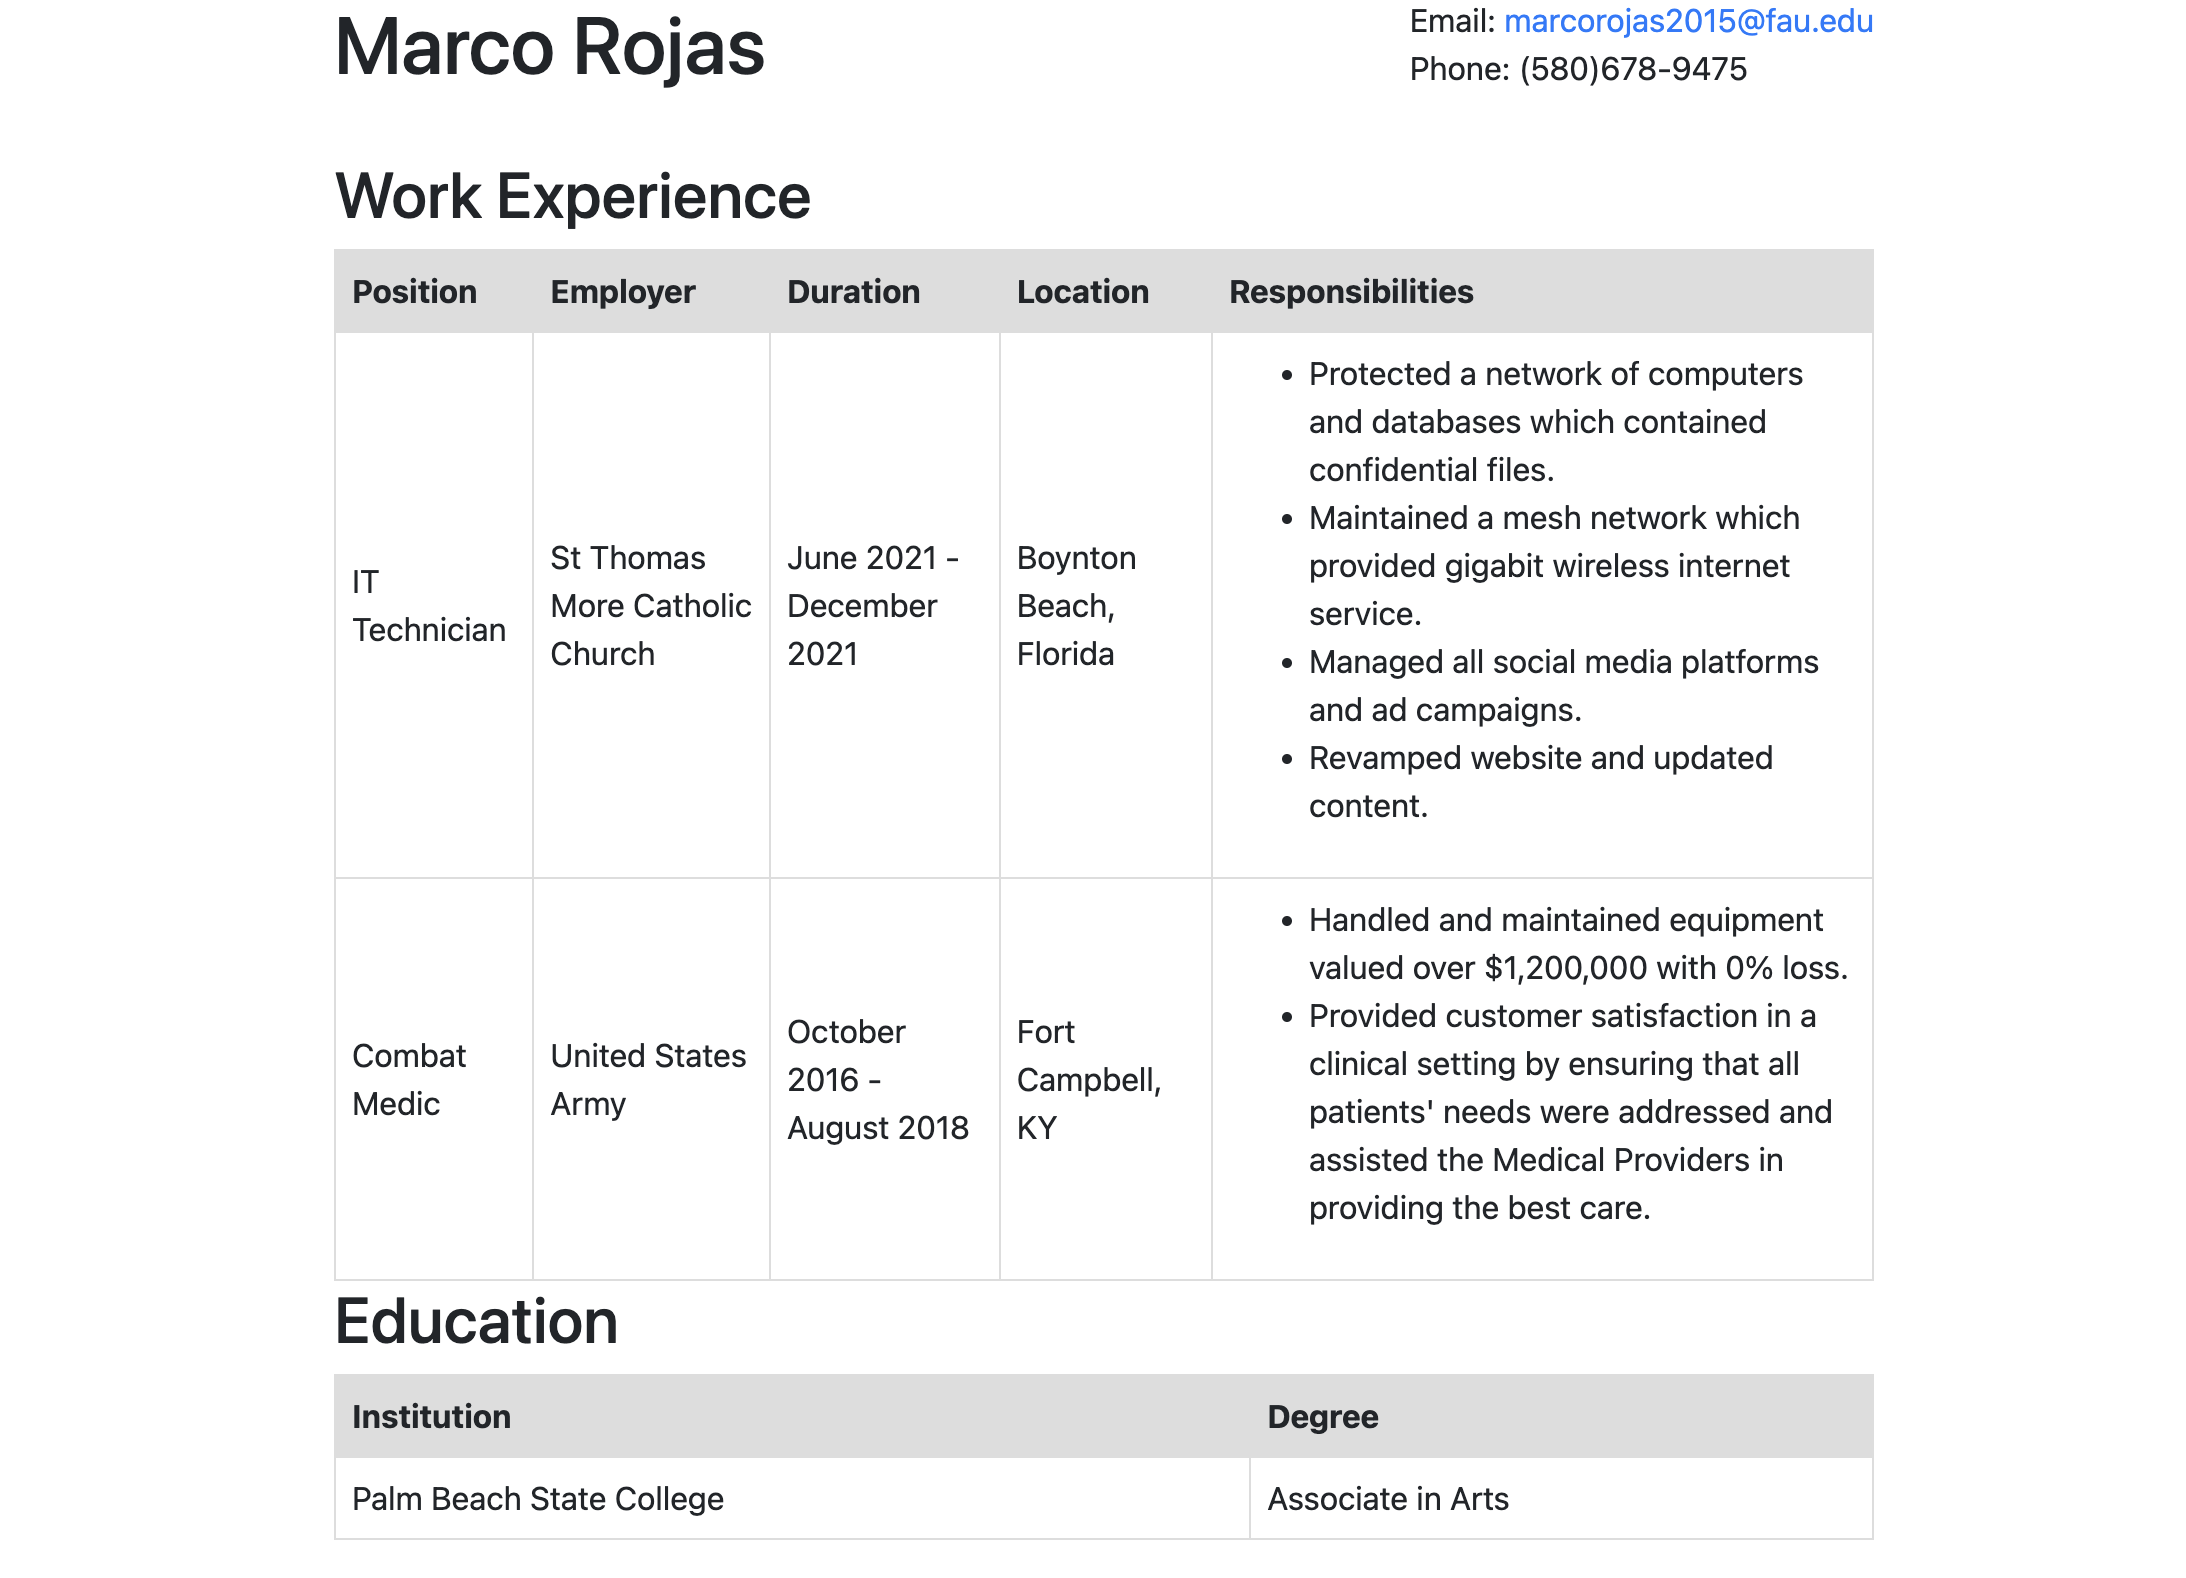 Marco Rojas
Email: marcorojas2015@fau.edu
Phone: (580)678-9475
Work Experience
Position Employer Duration Location Responsibilities
IT
Technician
St Thomas
More Catholic
Church
June 2021 -
December
2021
Boynton
Beach,
Florida
• Protected a network of computers
and databases which contained
confidential files.
• Maintained a mesh network which
provided gigabit wireless internet
service.
• Managed all social media platforms
and ad campaigns.
• Revamped website and updated
content.
Combat
Medic
United States
Army
October
2016 -
August 2018
Fort
Campbell,
KY
• Handled and maintained equipment
valued over $1,200,000 with 0% loss.
• Provided customer satisfaction in a
clinical setting by ensuring that all
patients' needs were addressed and
assisted the Medical Providers in
providing the best care.
Education
Institution Degree
Palm Beach State College Associate in Arts